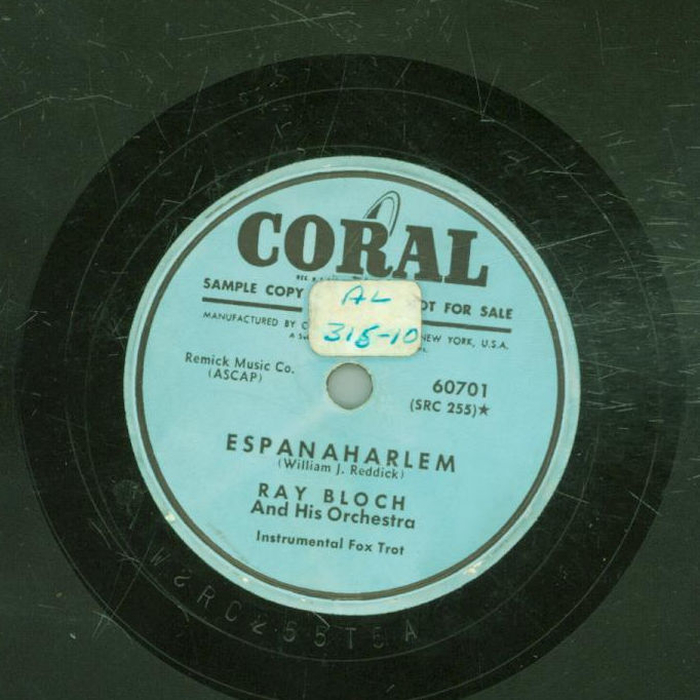 CORAL
SAMPLE COPY
OT FOR SALE
AL
318-10
MANUFACTURED BY C
NEW YORK, U.S.A.
Remick Music Co.
(ASCAP)
60701
(SRC 255)★
ESPANAHARLEM
(William J. Reddick)
RAY BLOCH
And His Orchestra
Instrumental Fox Trot